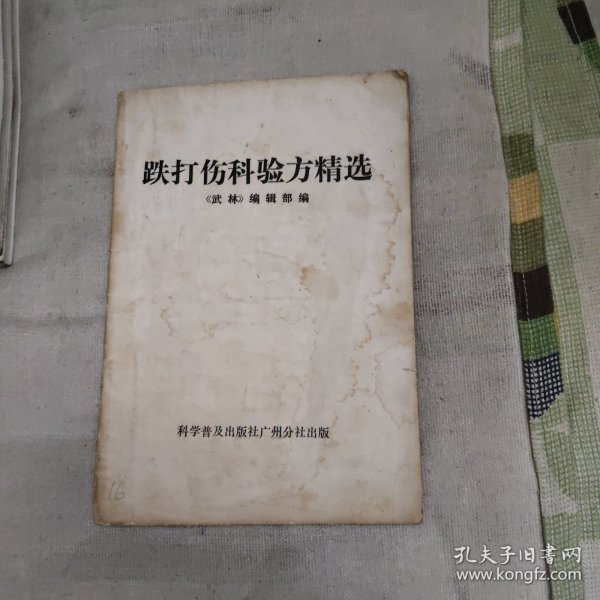 跌打伤科验方精选
《武林》编辑部编
科学普及出版社广州分社出版
16
孔夫子旧书网
www.kongfz.com